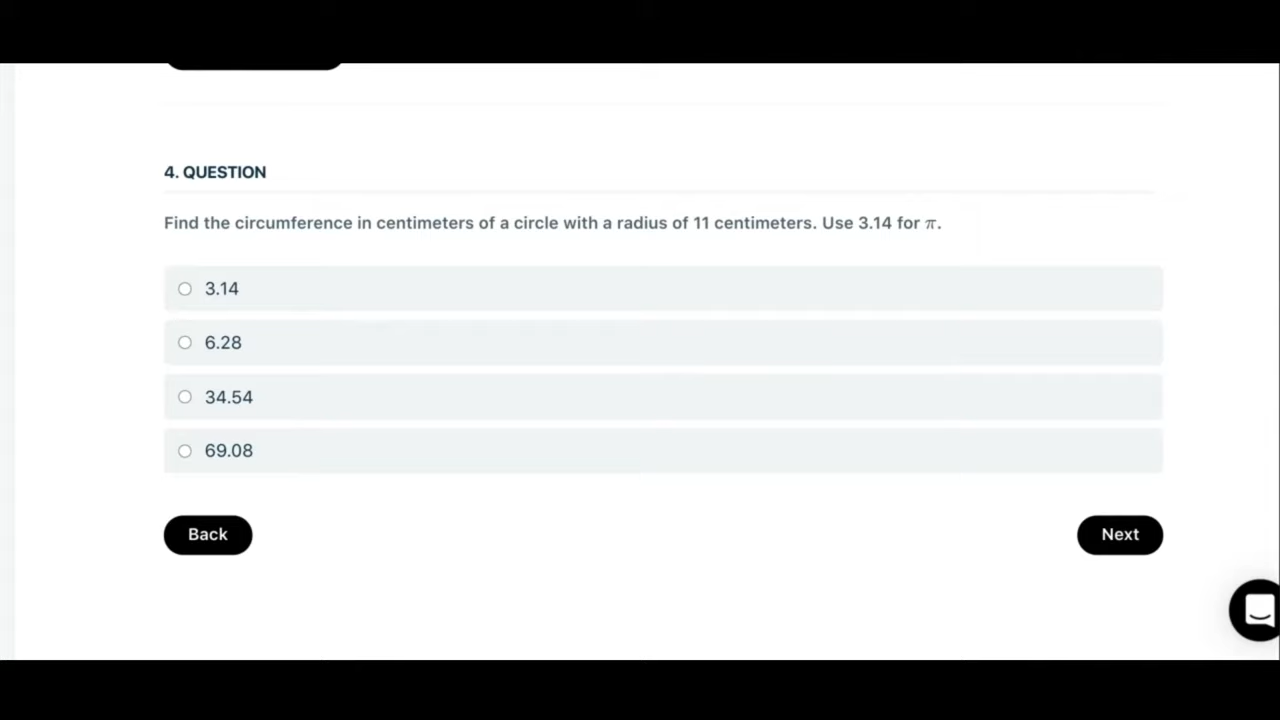 4. QUESTION
Find the circumference in centimeters of a circle with a radius of 11 centimeters. Use 3.14 for π.
3.14
6.28
34.54
69.08
Back
Next